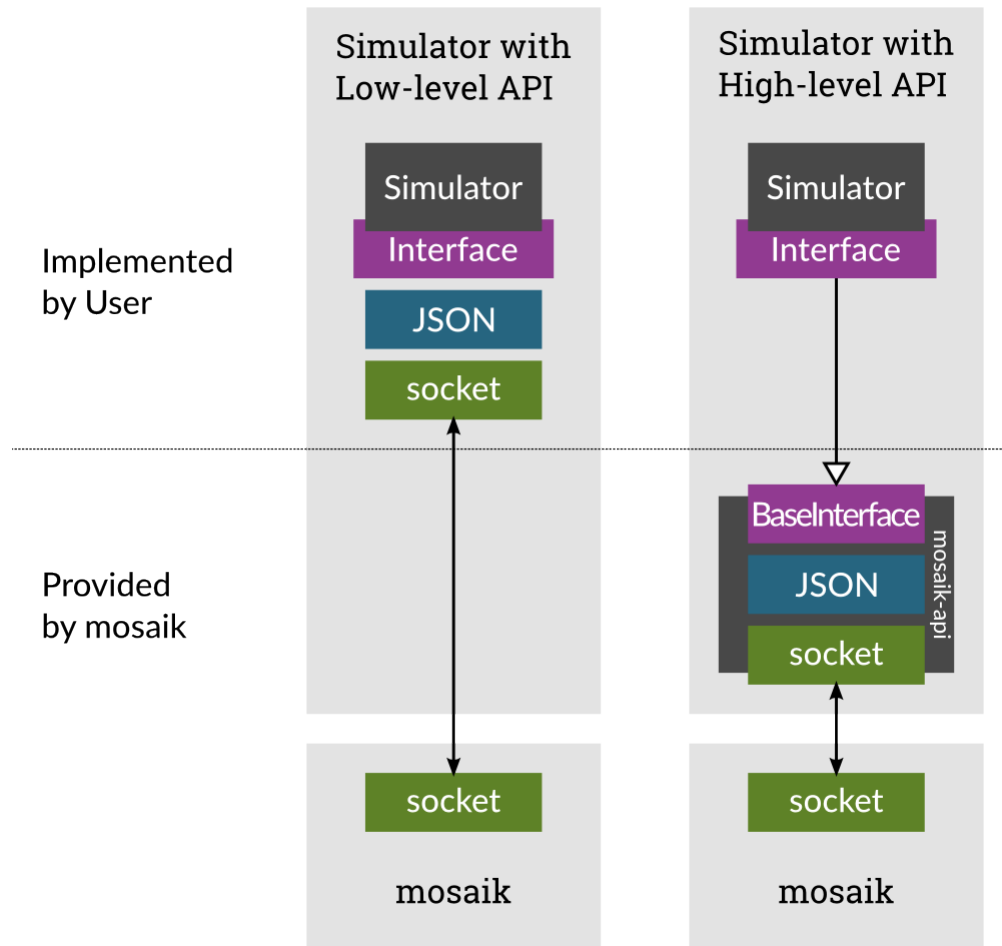 Simulator with
Low-level API
Simulator with
High-level API
Simulator
Interface
JSON
socket
Simulator
Interface
Implemented
by User
BaseInterface
JSON
socket
mosaik-api
Provided
by mosaik
socket
mosaik
socket
mosaik